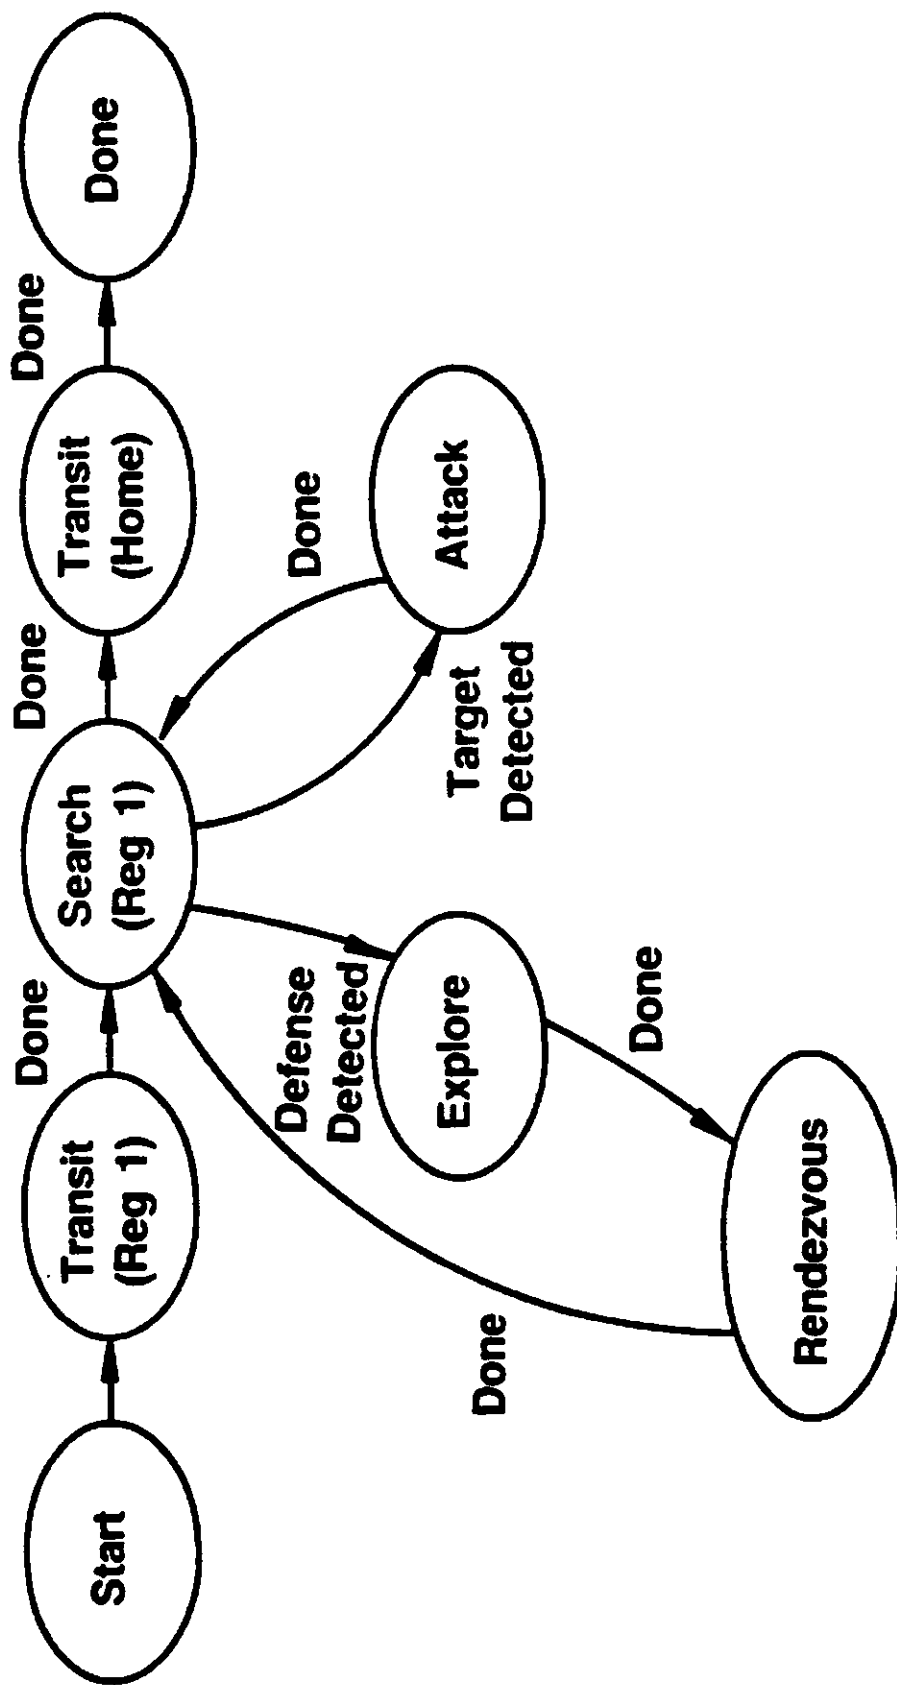 Start
Transit
(Reg 1)
Done
Search
(Reg 1)
Done
Transit
(Home)
Done
Done
Defense
Detected
Explore
Done
Rendezvous
Done
Target
Detected
Attack
Done